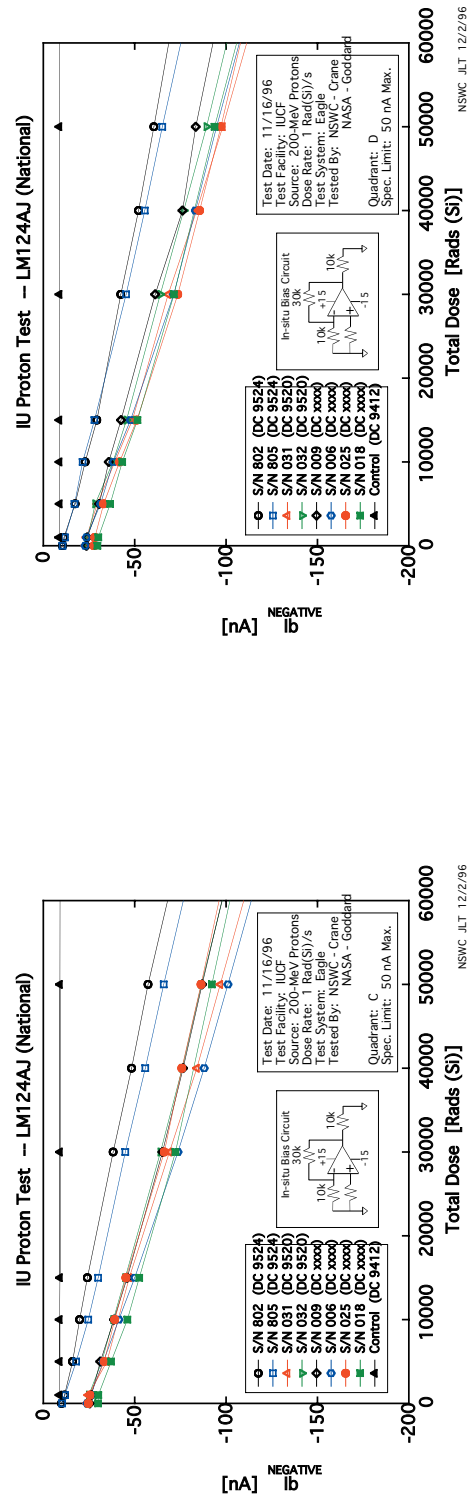 IU Proton Test – LM124AJ (National)
0
-50
-100
-150
-200
[nA]
NEGATIVE
Ib
0
10000
20000
30000
40000
50000
60000
Total Dose [Rads (Si)]
S/N 802 (DC 9524)
S/N 805 (DC 9524)
S/N 031 (DC 9520)
S/N 032 (DC 9520)
S/N 009 (DC xxxx)
S/N 006 (DC xxxx)
S/N 025 (DC xxxx)
S/N 018 (DC xxxx)
Control (DC 9412)
In-situ Bias Circuit
30k
10k
+15
-15
10k
Test Date: 11/16/96
Test Facility: IUCF
Source: 200-MeV Protons
Dose Rate: 1 Rad(Si)/s
Test System: Eagle
Tested By: NSWC - Crane
NASA - Goddard
Quadrant: C
Spec. Limit: 50 nA Max.
NSWC JLT 12/2/96
IU Proton Test – LM124AJ (National)
0
-50
-100
-150
-200
[nA]
NEGATIVE
Ib
0
10000
20000
30000
40000
50000
60000
Total Dose [Rads (Si)]
S/N 802 (DC 9524)
S/N 805 (DC 9524)
S/N 031 (DC 9520)
S/N 032 (DC 9520)
S/N 009 (DC xxxx)
S/N 006 (DC xxxx)
S/N 025 (DC xxxx)
S/N 018 (DC xxxx)
Control (DC 9412)
In-situ Bias Circuit
30k
10k
+15
-15
10k
Test Date: 11/16/96
Test Facility: IUCF
Source: 200-MeV Protons
Dose Rate: 1 Rad(Si)/s
Test System: Eagle
Tested By: NSWC - Crane
NASA - Goddard
Quadrant: D
Spec. Limit: 50 nA Max.
NSWC JLT 12/2/96